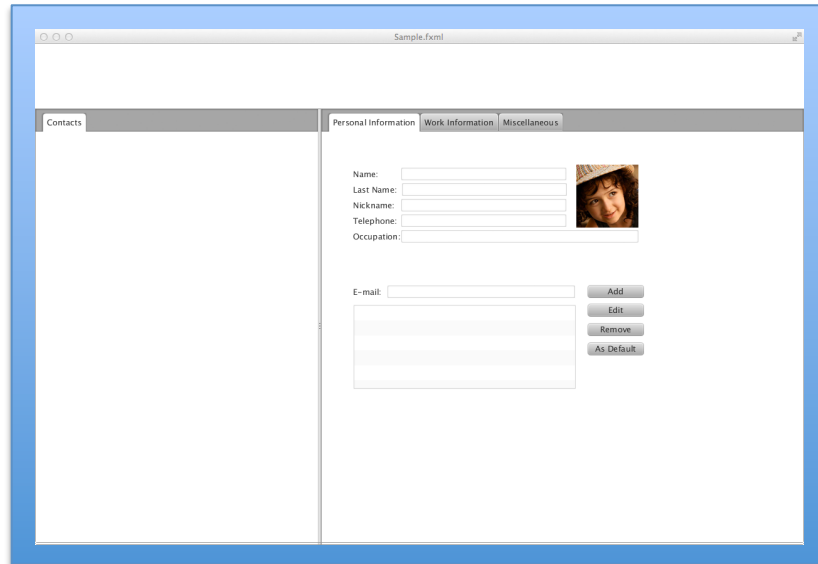 Sample.fxml
Contacts
Personal Information Work Information Miscellaneous
Name:
Last Name:
Nickname:
Telephone:
Occupation:
E-mail: Add
Edit
Remove
As Default